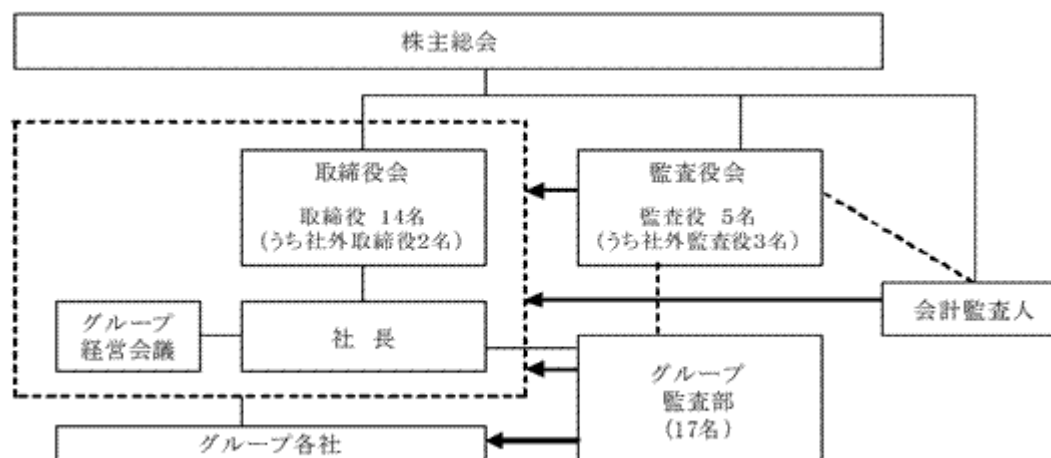 株主総会
取締役会
取締役 14名
(うち社外取締役2名)
監査役会
監査役 5名
(うち社外監査役3名)
会計監査人
グループ
経営会議
社 長
グループ
監査部
(17名)
グループ各社